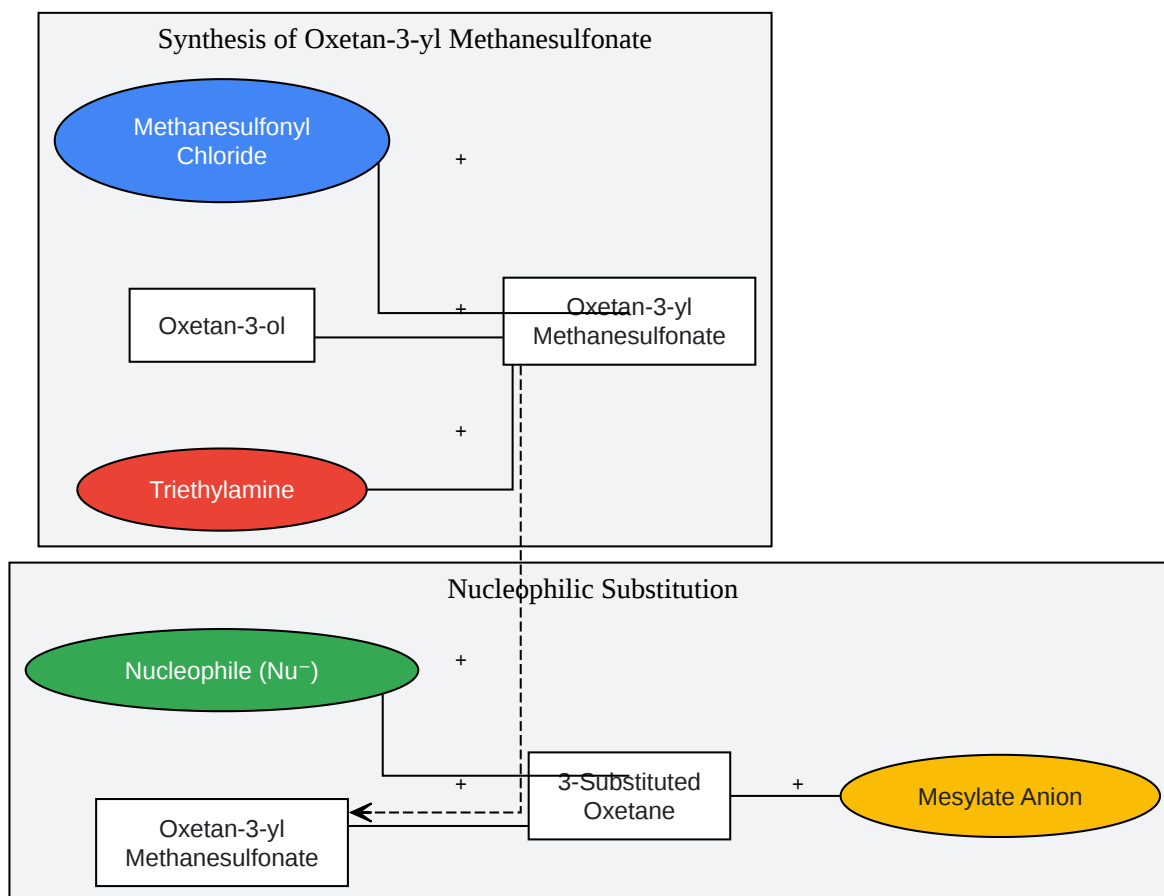 Synthesis of Oxetan-3-yl Methanesulfonate
Methanesulfonyl
Chloride
+
Oxetan-3-ol
+
Oxetan-3-yl
Methanesulfonate
+
Triethylamine
Nucleophilic Substitution
Nucleophile (Nu⁻)
+
+
3-Substituted
Oxetane
+
Mesylate Anion
Oxetan-3-yl
Methanesulfonate